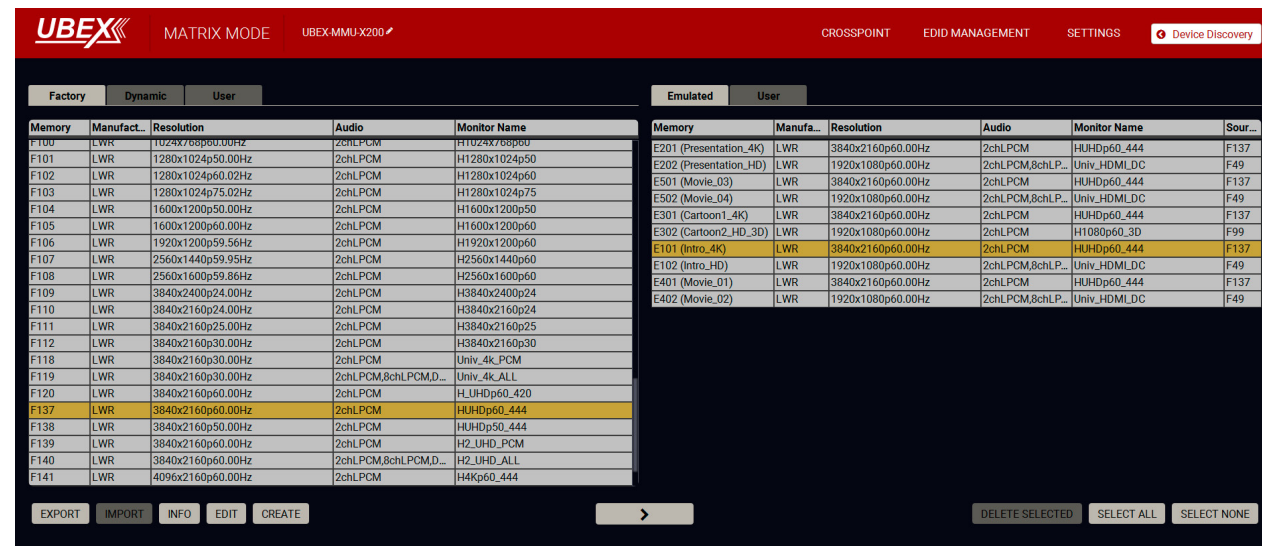 UBEX MATRIX MODE UBEX-MMU-X200 CROSSPOINT EDID MANAGEMENT SETTINGS Device Discovery
Factory Dynamic User
Memory Manufact... Resolution Audio Monitor Name
F100 LWR 1024x768p60.00Hz 2chLPCM H1024x768p60
F101 LWR 1280x1024p50.00Hz 2chLPCM H1280x1024p50
F102 LWR 1280x1024p60.02Hz 2chLPCM H1280x1024p60
F103 LWR 1280x1024p75.02Hz 2chLPCM H1280x1024p75
F104 LWR 1600x1200p50.00Hz 2chLPCM H1600x1200p50
F105 LWR 1600x1200p60.00Hz 2chLPCM H1600x1200p60
F106 LWR 1920x1200p59.56Hz 2chLPCM H1920x1200p60
F107 LWR 2560x1440p59.95Hz 2chLPCM H2560x1440p60
F108 LWR 2560x1600p59.86Hz 2chLPCM H2560x1600p60
F109 LWR 3840x2400p24.00Hz 2chLPCM H3840x2400p24
F110 LWR 3840x2160p24.00Hz 2chLPCM H3840x2160p24
F111 LWR 3840x2160p25.00Hz 2chLPCM H3840x2160p25
F112 LWR 3840x2160p30.00Hz 2chLPCM H3840x2160p30
F118 LWR 3840x2160p30.00Hz 2chLPCM Univ_4k_PCM
F119 LWR 3840x2160p30.00Hz 2chLPCM,8chLPCM,D... Univ_4k_ALL
F120 LWR 3840x2160p60.00Hz 2chLPCM H_UHDp60_420
F137 LWR 3840x2160p60.00Hz 2chLPCM HUHDp60_444
F138 LWR 3840x2160p50.00Hz 2chLPCM HUHDp50_444
F139 LWR 3840x2160p60.00Hz 2chLPCM H2_UHD_PCM
F140 LWR 3840x2160p60.00Hz 2chLPCM,8chLPCM,D... H2_UHD_ALL
F141 LWR 4096x2160p60.00Hz 2chLPCM H4Kp60_444
EXPORT IMPORT INFO EDIT CREATE
Emulated User
Memory Manufa... Resolution Audio Monitor Name Sour...
E201 (Presentation_4K) LWR 3840x2160p60.00Hz 2chLPCM HUHDp60_444 F137
E202 (Presentation_HD) LWR 1920x1080p60.00Hz 2chLPCM,8chLP... Univ_HDMI_DC F49
E501 (Movie_03) LWR 3840x2160p60.00Hz 2chLPCM HUHDp60_444 F137
E502 (Movie_04) LWR 1920x1080p60.00Hz 2chLPCM,8chLP... Univ_HDMI_DC F49
E301 (Cartoon1_4K) LWR 3840x2160p60.00Hz 2chLPCM HUHDp60_444 F137
E302 (Cartoon2_HD_3D) LWR 1920x1080p60.00Hz 2chLPCM H1080p60_3D F99
E101 (Intro_4K) LWR 3840x2160p60.00Hz 2chLPCM HUHDp60_444 F137
E102 (Intro_HD) LWR 1920x1080p60.00Hz 2chLPCM,8chLP... Univ_HDMI_DC F49
E401 (Movie_01) LWR 3840x2160p60.00Hz 2chLPCM HUHDp60_444 F137
E402 (Movie_02) LWR 1920x1080p60.00Hz 2chLPCM,8chLP... Univ_HDMI_DC F49
DELETE SELECTED SELECT ALL SELECT NONE